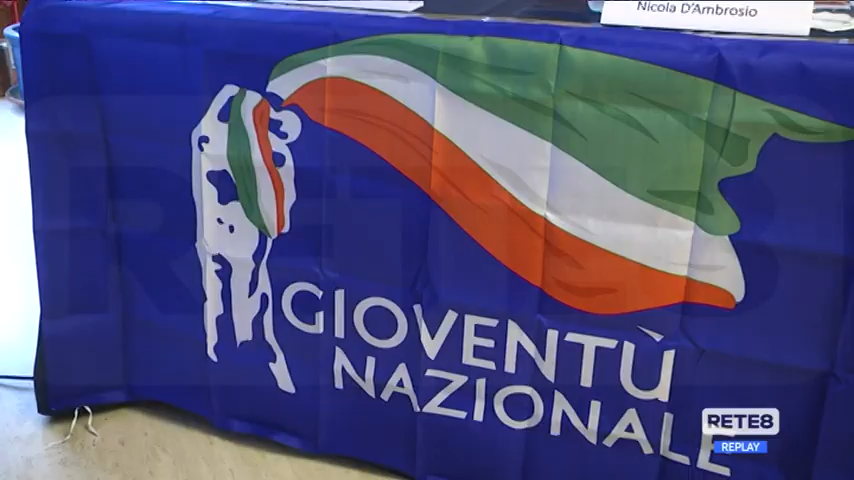 Nicola D'Ambrosio
GIOVENTÙ
NAZIONALE
RETE8
REPLAY